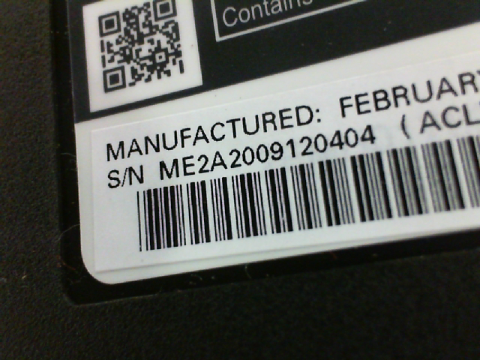 Contains
MANUFACTURED: FEBRUARY
S/N ME2A2009120404 (ACL